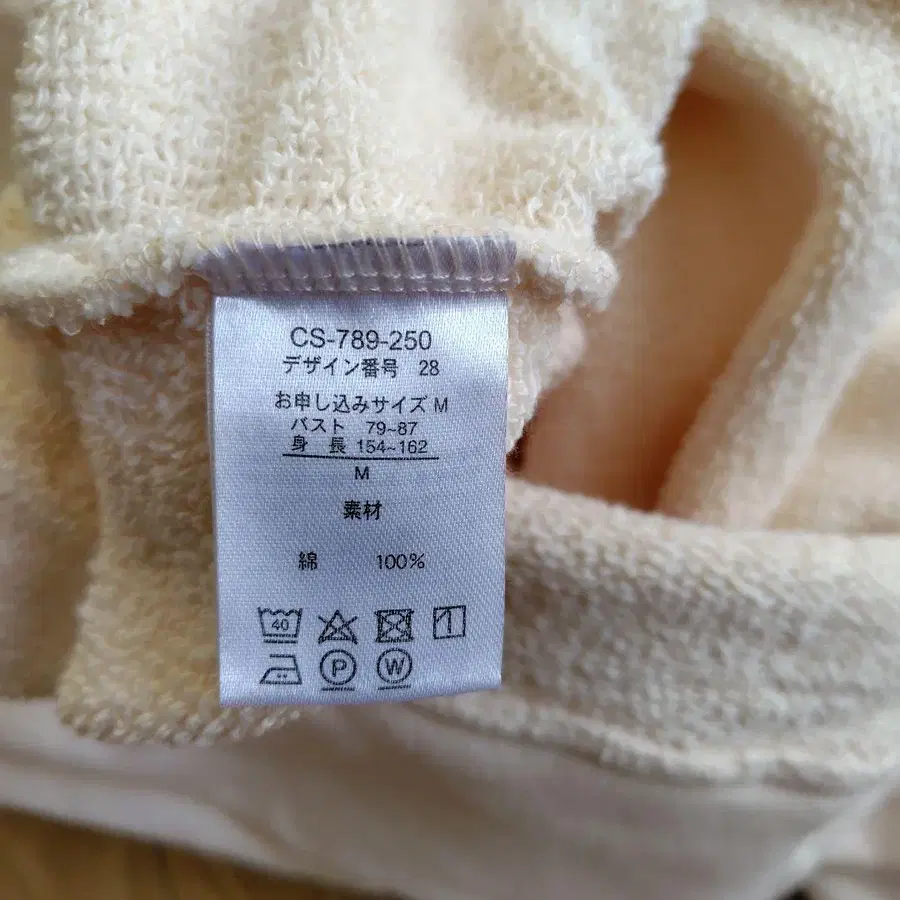 CS-789-250
デザイン番号 28
お申し込みサイズ M
バスト 79~87
身 長 154~162
M
素材
綿 100%
40
P W